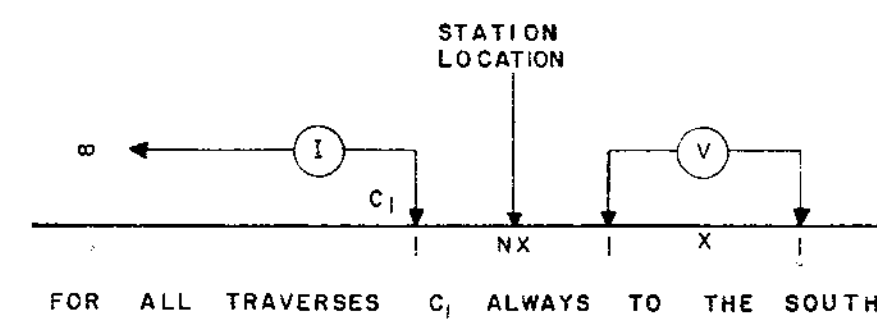 STATION
LOCATION
∞
I
V
C₁
NX
X
FOR ALL TRAVERSES C₁ ALWAYS TO THE SOUTH